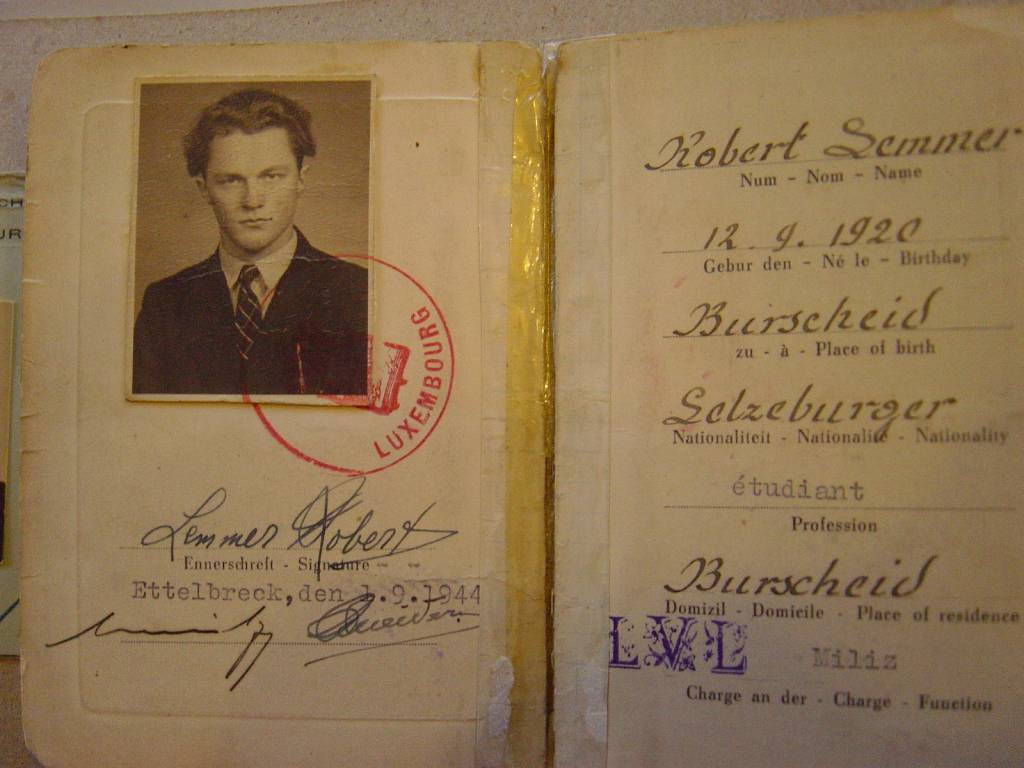 CH
UR
LUXEMBOURG
Lemmer Robert
Ennerschreft - Signature
Ettelbreck, den 1.9.1944
Robert Lemmer
Num - Nom - Name
12. 9. 1920
Gebur den - Né le - Birthday
Burscheid
zu - à - Place of birth
Letzeburger
Nationaliteit - Nationalité - Nationality
étudiant
Profession
Burscheid
Domizil - Domicile - Place of residence
LVL Miliz
Charge an der - Charge - Function